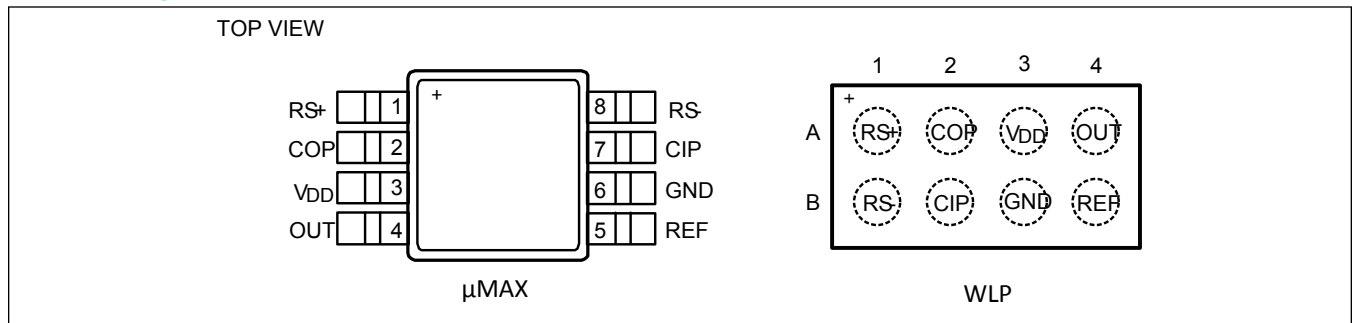 TOP VIEW
1 2 3 4
+ +
RS+ 1 8 RS-
A RS+ COP VDD OUT
COP 2 7 CIP
VDD 3 6 GND
B RS- CIP GND REF
OUT 4 5 REF
µMAX WLP